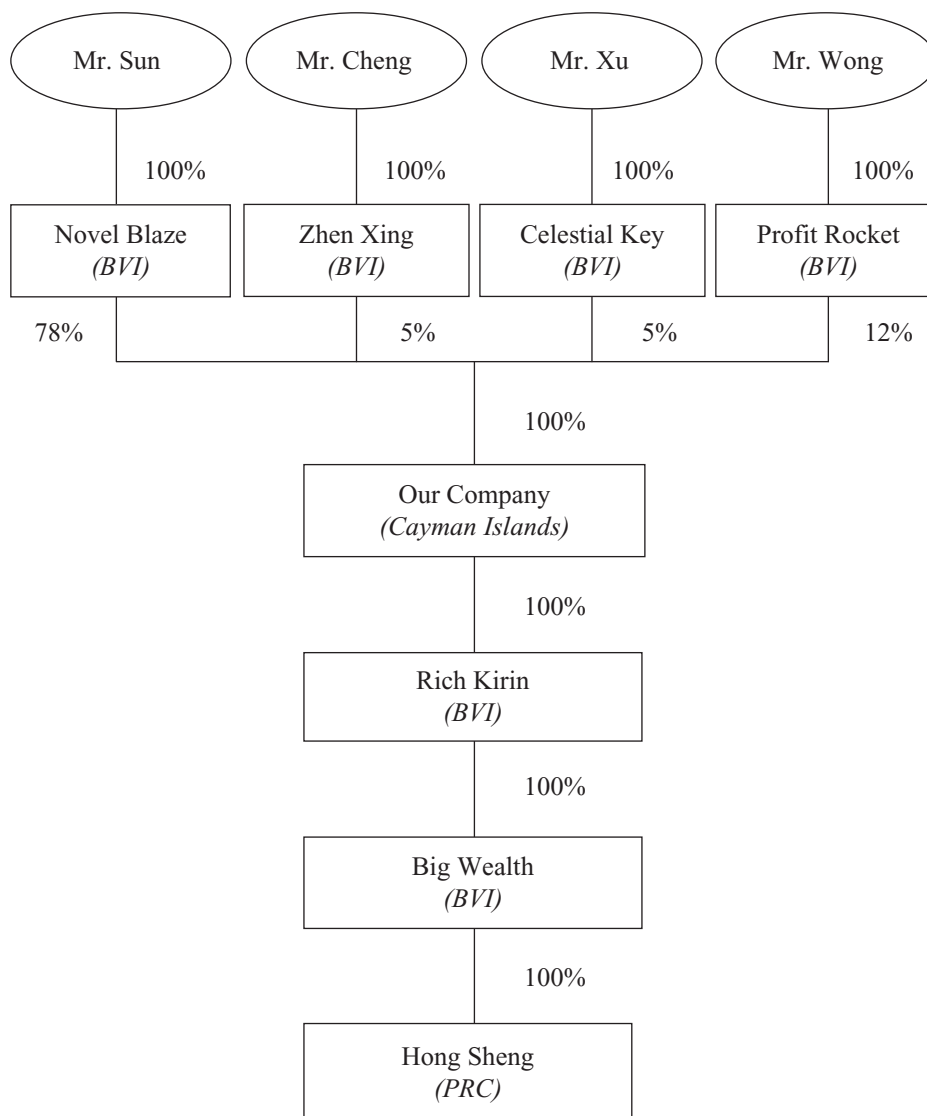 Mr. Sun
Mr. Cheng
Mr. Xu
Mr. Wong
100%
100%
100%
100%
Novel Blaze
(BVI)
Zhen Xing
(BVI)
Celestial Key
(BVI)
Profit Rocket
(BVI)
78%
5%
5%
12%
100%
Our Company
(Cayman Islands)
100%
Rich Kirin
(BVI)
100%
Big Wealth
(BVI)
100%
Hong Sheng
(PRC)